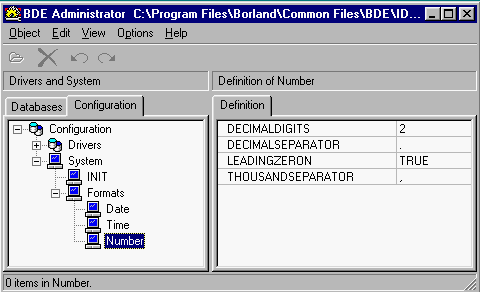 BDE Administrator C:\Program Files\Borland\Common Files\BDE\ID...
Object Edit View Options Help
Drivers and System
Definition of Number
Databases Configuration
Definition
Configuration
Drivers
System
INIT
Formats
Date
Time
Number
DECIMALDIGITS 2
DECIMALSEPARATOR .
LEADINGZERON TRUE
THOUSANDSEPARATOR ,
0 items in Number.